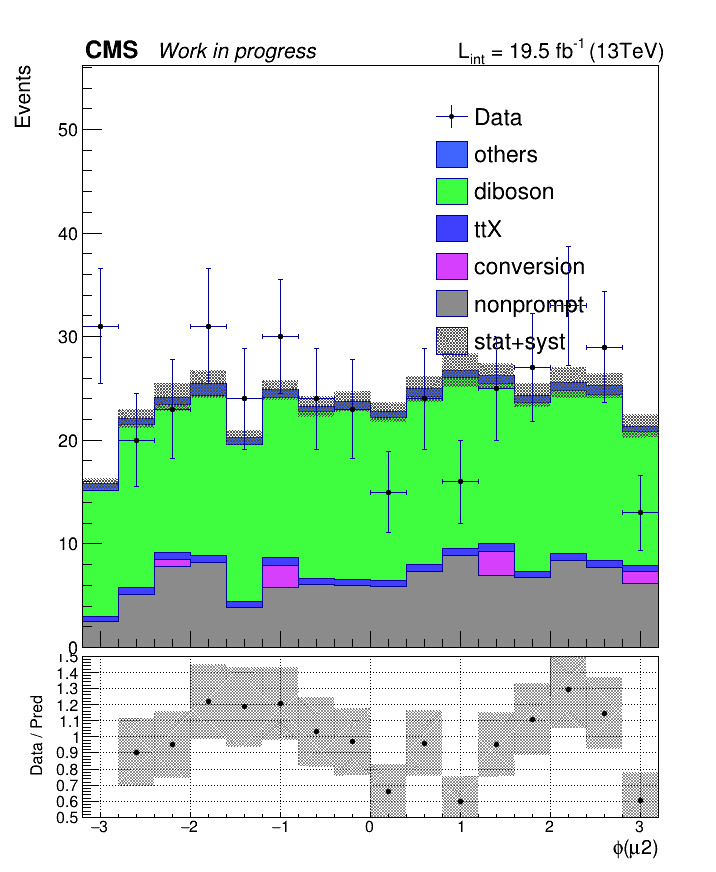 CMS Work in progress L_int = 19.5 fb^-1 (13TeV)
Events
50
40
30
20
10
0
Data
others
diboson
ttX
conversion
nonprompt
stat+syst
Data / Pred
1.5
1.4
1.3
1.2
1.1
1
0.9
0.8
0.7
0.6
0.5
−3 −2 −1 0 1 2 3
ϕ(μ2)